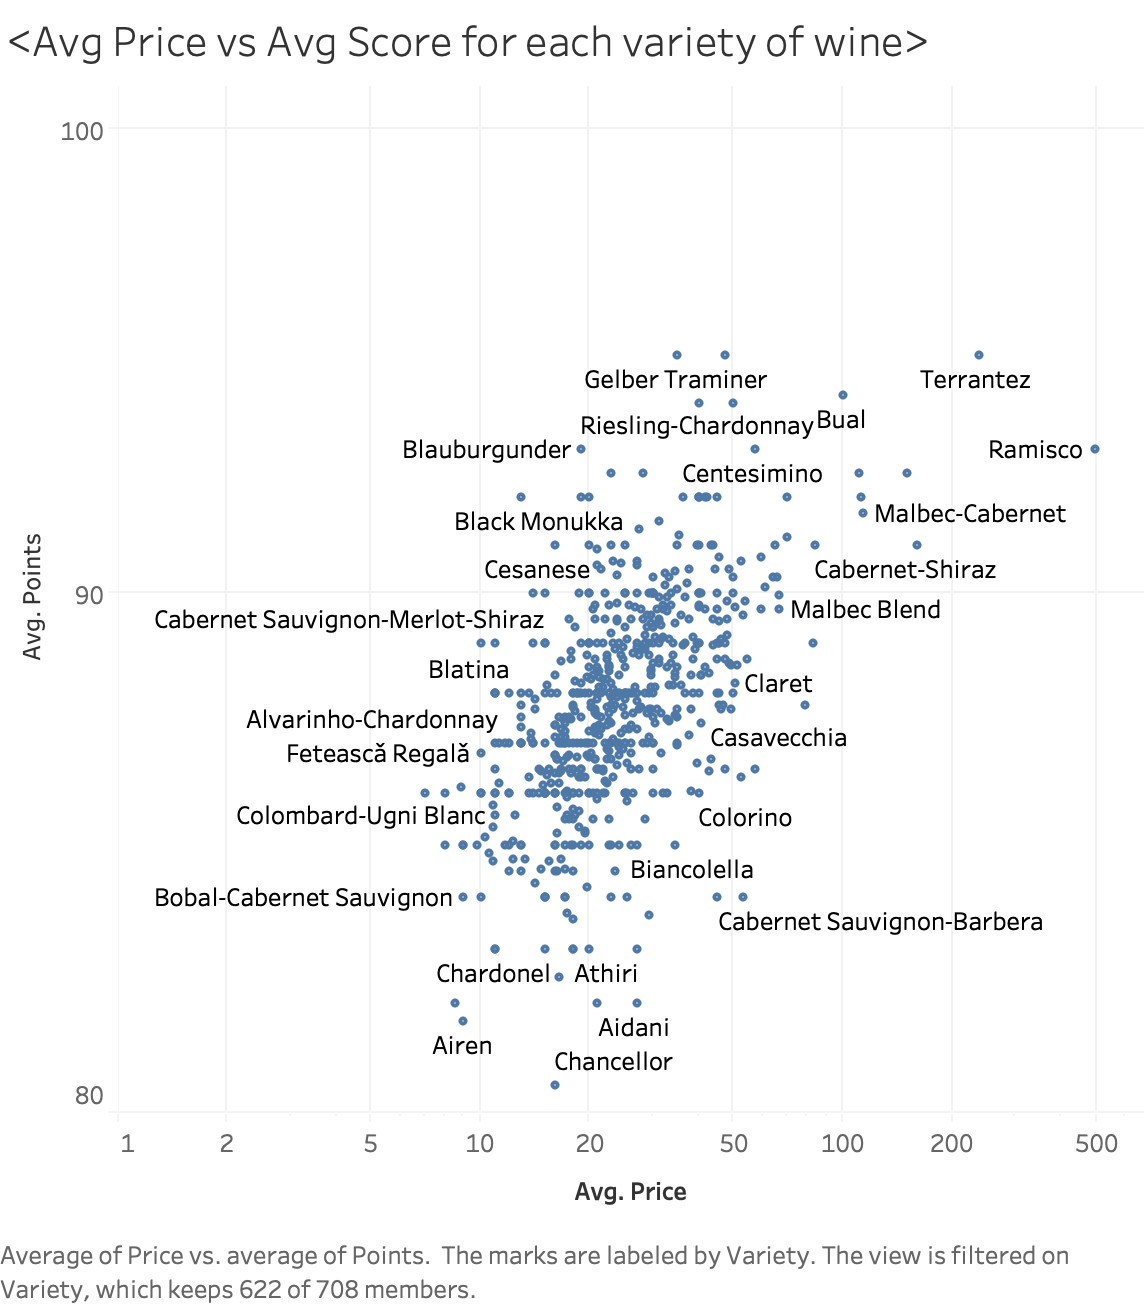 <Avg Price vs Avg Score for each variety of wine>
100
Gelber Traminer
Terrantez
Riesling-Chardonnay
Bual
Blauburgunder
Ramisco
Centesimino
Black Monukka
Malbec-Cabernet
Cesanese
Cabernet-Shiraz
Avg. Points
90
Malbec Blend
Cabernet Sauvignon-Merlot-Shiraz
Blatina
Claret
Alvarinho-Chardonnay
Casavecchia
Fetească Regală
Colombard-Ugni Blanc
Colorino
Biancolella
Bobal-Cabernet Sauvignon
Cabernet Sauvignon-Barbera
Chardonel
Athiri
Aidani
Airen
Chancellor
80
1 2 5 10 20 50 100 200 500
Avg. Price
Average of Price vs. average of Points.  The marks are labeled by Variety. The view is filtered on
Variety, which keeps 622 of 708 members.